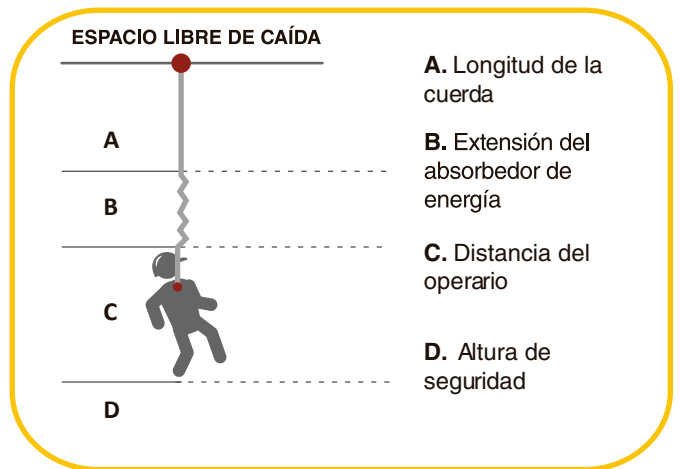 ESPACIO LIBRE DE CAÍDA
A
B
C
D
A. Longitud de la
cuerda
B. Extensión del
absorbedor de
energía
C. Distancia del
operario
D. Altura de
seguridad